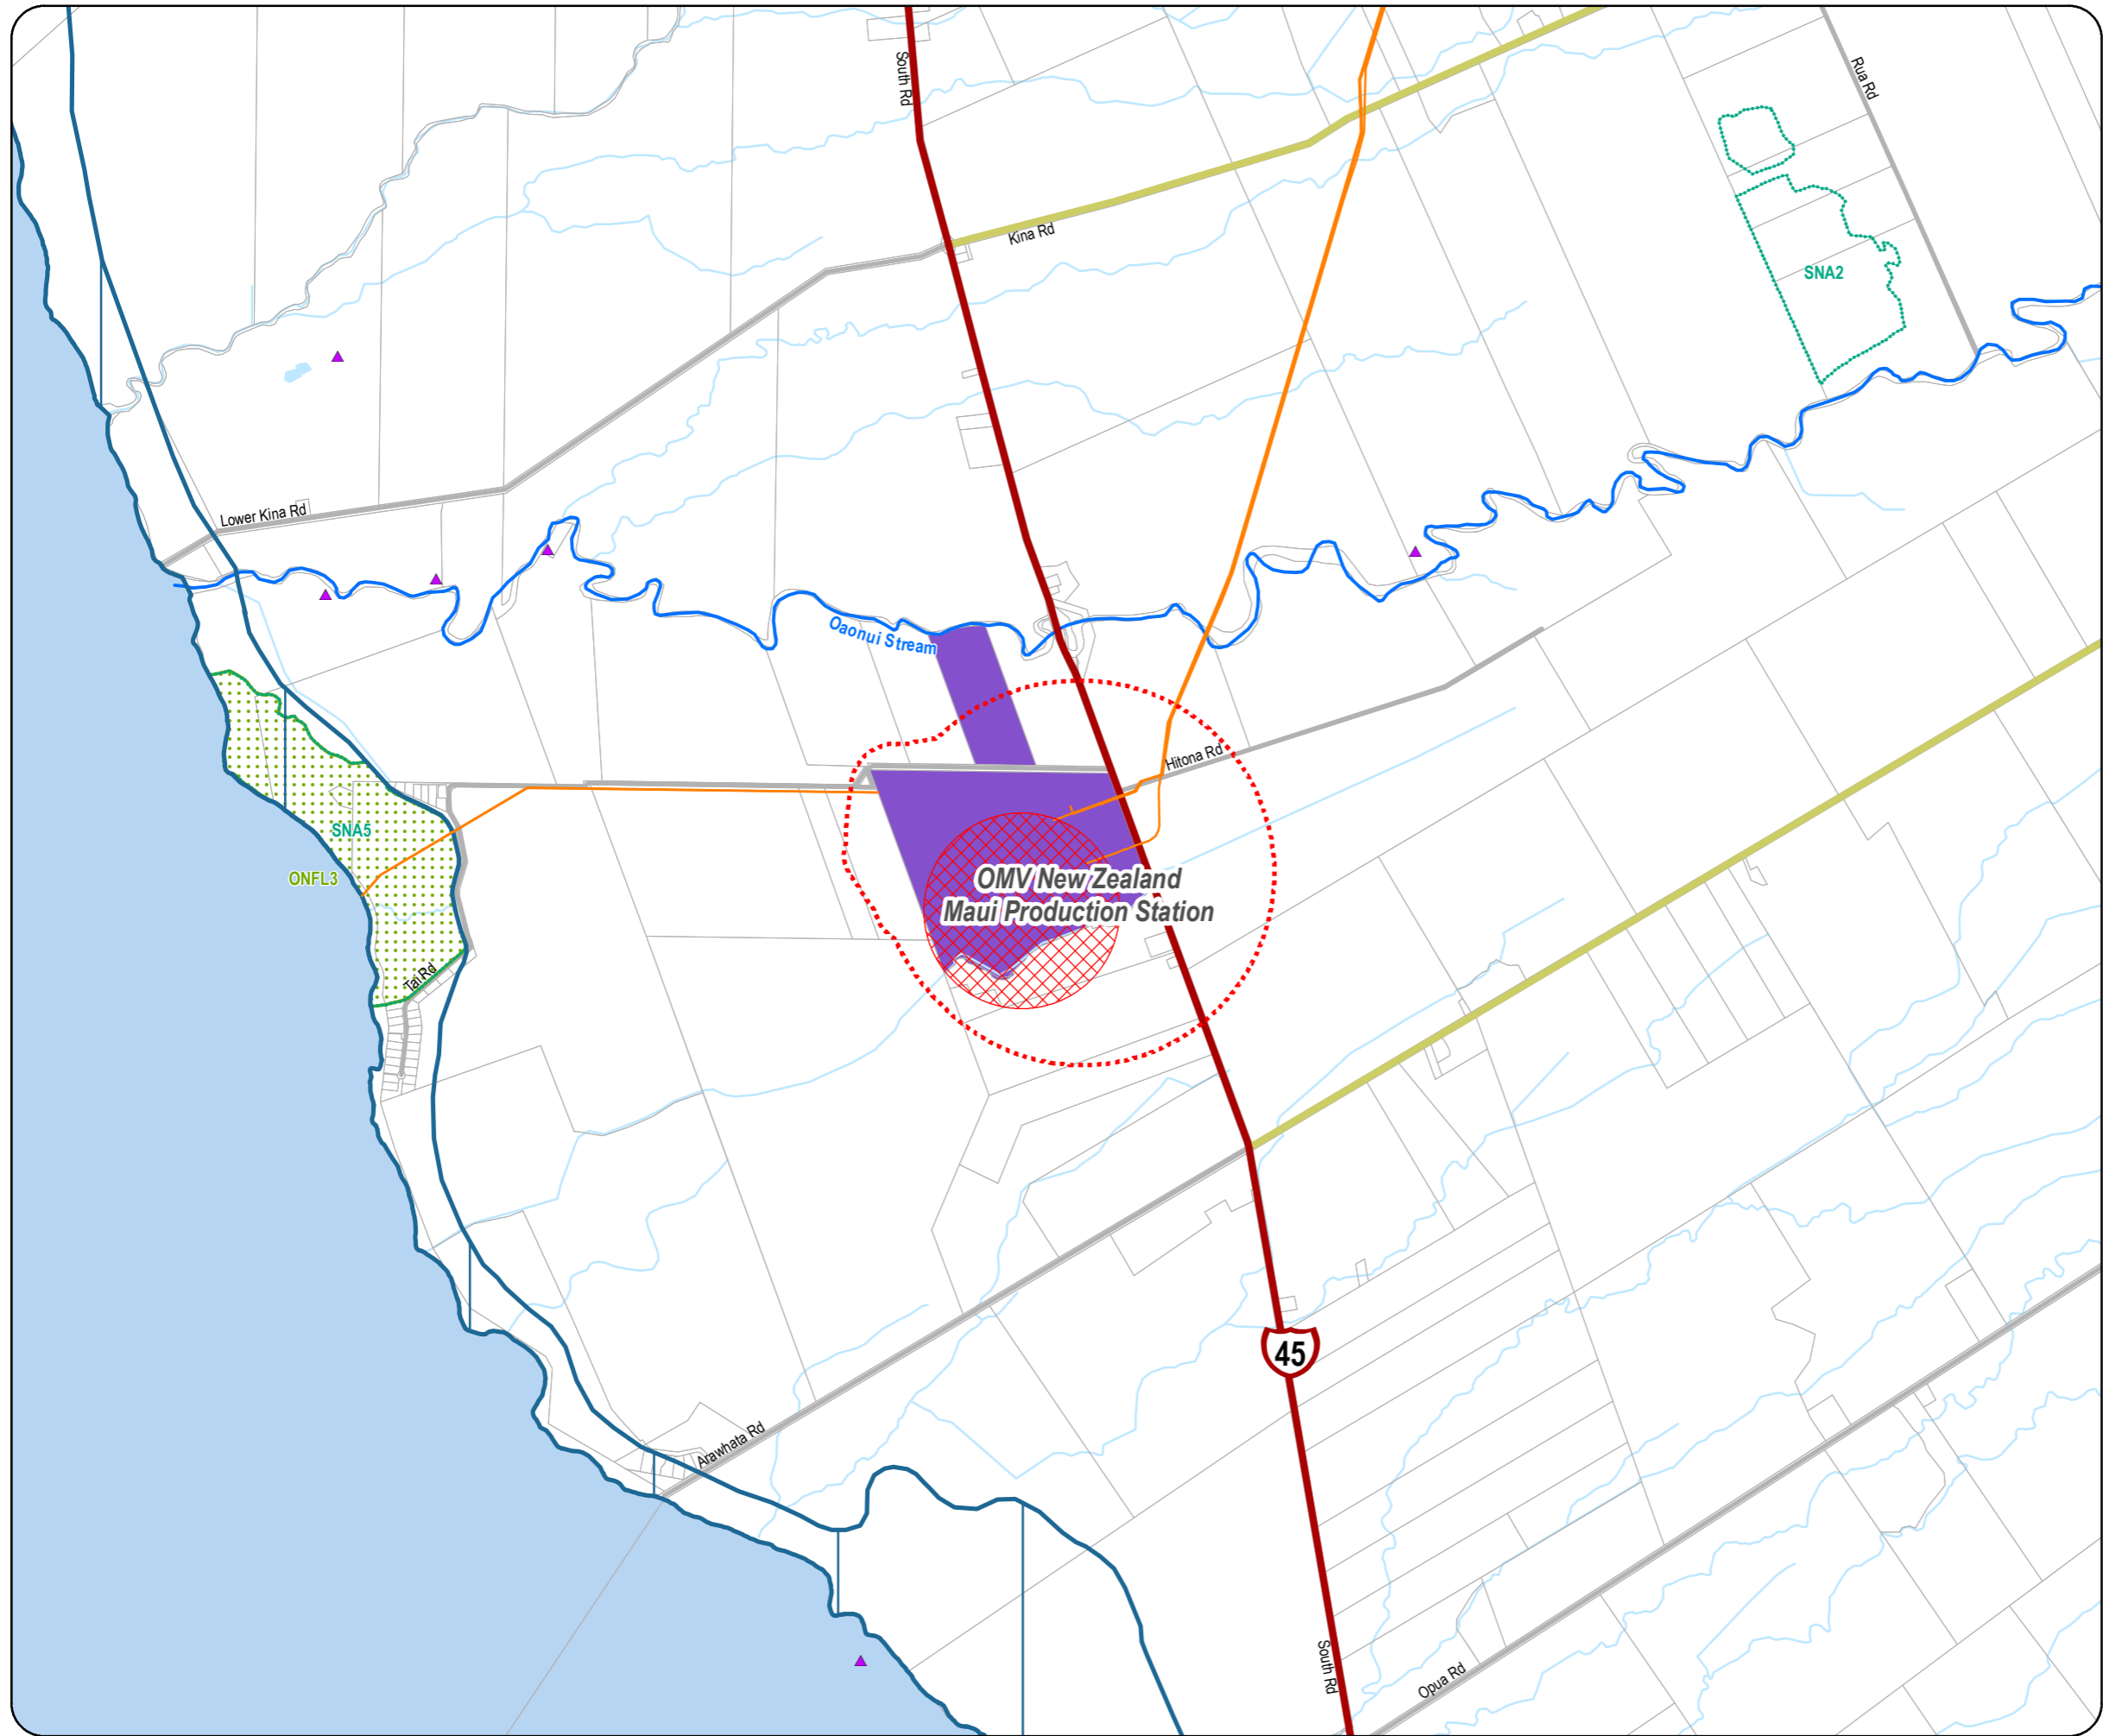 South Rd
Rua Rd
Kina Rd
SNA2
Lower Kina Rd
Oaonui Stream
Hitona Rd
SNA5
ONFL3
OMV New Zealand
Maui Production Station
Tai Rd
45
Arawhata Rd
South Rd
Opua Rd